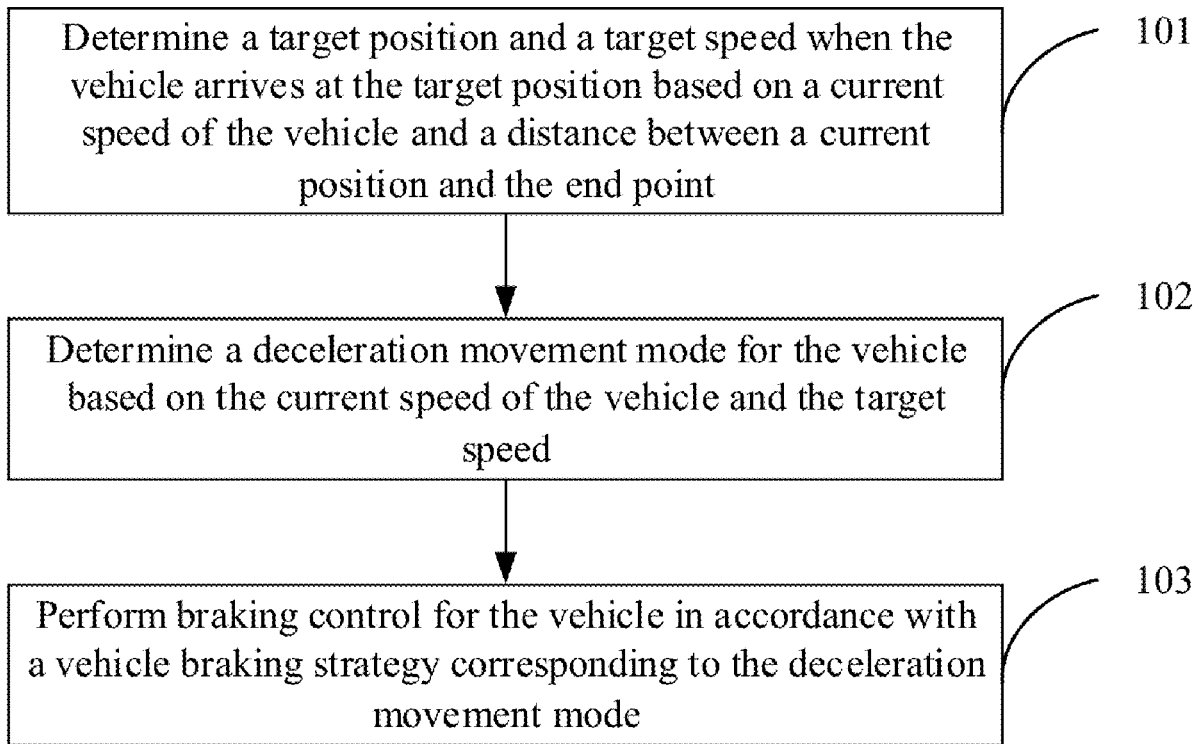 Determine a target position and a target speed when the
vehicle arrives at the target position based on a current
speed of the vehicle and a distance between a current
position and the end point
101
Determine a deceleration movement mode for the vehicle
based on the current speed of the vehicle and the target
speed
102
Perform braking control for the vehicle in accordance with
a vehicle braking strategy corresponding to the deceleration
movement mode
103